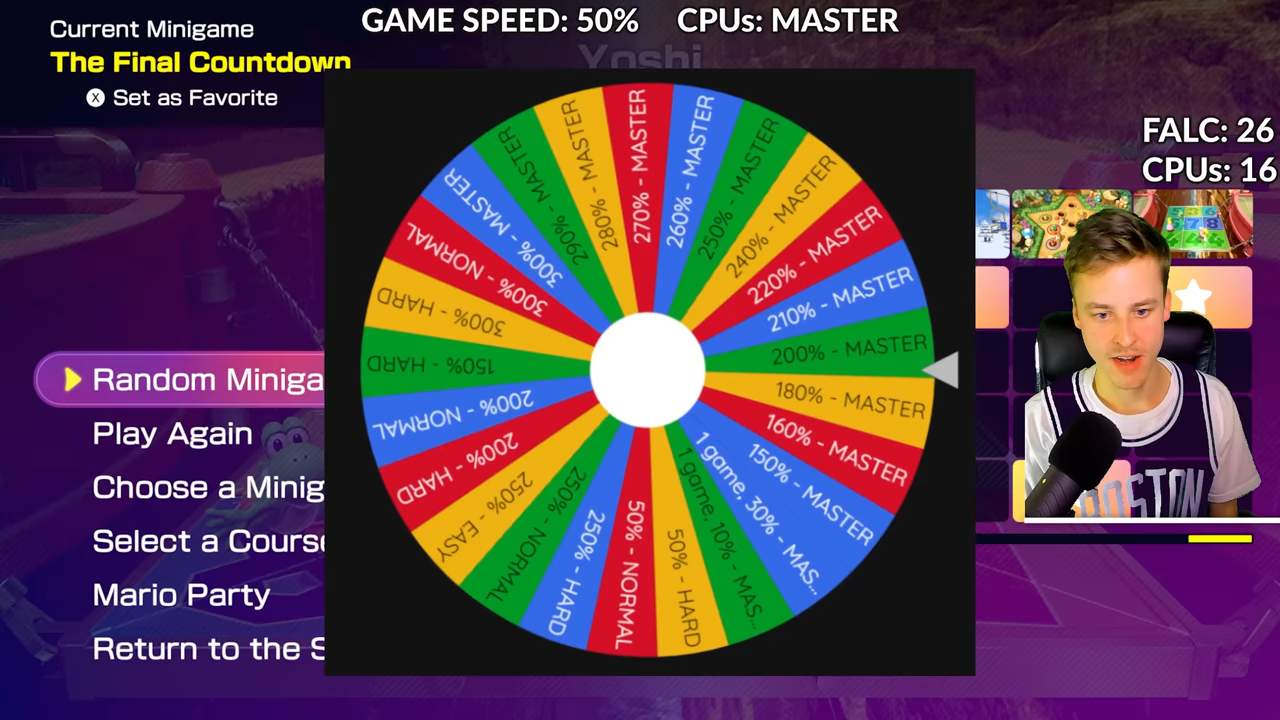 GAME SPEED: 50% CPUs: MASTER
Current Minigame
The Final Countdown
X Set as Favorite
Yoshi
FALC: 26
CPUs: 16
270% - MASTER
260% - MASTER
250% - MASTER
240% - MASTER
220% - MASTER
210% - MASTER
200% - MASTER
180% - MASTER
160% - MASTER
150% - MASTER
1 game, 30% - MAS...
1 game, 10% - MAS...
50% - HARD
50% - NORMAL
250% - HARD
250% - NORMAL
250% - EASY
200% - HARD
200% - NORMAL
150% - HARD
300% - HARD
300% - NORMAL
300% - MASTER
290% - MASTER
280% - MASTER
Random Miniga
Play Again
Choose a Minig
Select a Course
Mario Party
Return to the S
BOSTON